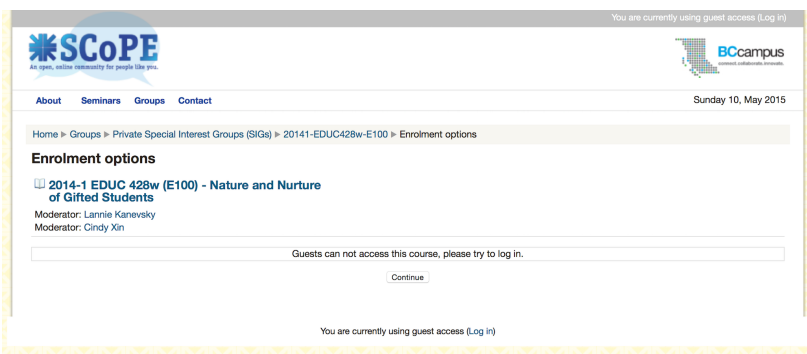 You are currently using guest access (Log in)
SCoPE
An open, online community for people like you.
BCcampus
connect.collaborate.innovate.
About Seminars Groups Contact
Sunday 10, May 2015
Home ▶ Groups ▶ Private Special Interest Groups (SIGs) ▶ 20141-EDUC428w-E100 ▶ Enrolment options
Enrolment options
2014-1 EDUC 428w (E100) - Nature and Nurture
of Gifted Students
Moderator: Lannie Kanevsky
Moderator: Cindy Xin
Guests can not access this course, please try to log in.
Continue
You are currently using guest access (Log in)